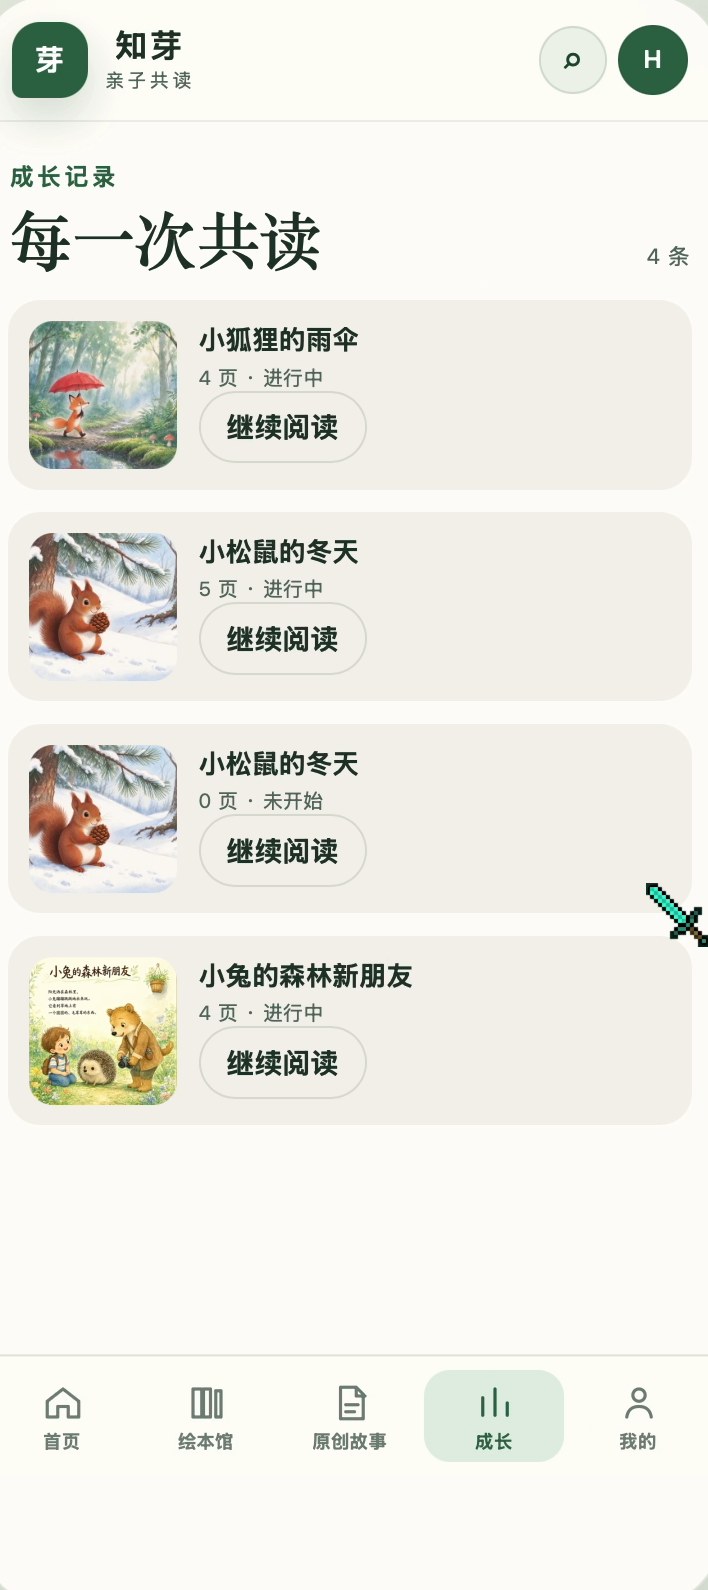 芽
知芽
亲子共读
H
成长记录
每一次共读
4 条
小狐狸的雨伞
4 页 · 进行中
继续阅读
小松鼠的冬天
5 页 · 进行中
继续阅读
小松鼠的冬天
0 页 · 未开始
继续阅读
小兔的森林新朋友
小兔的森林新朋友
4 页 · 进行中
继续阅读
首页
绘本馆
原创故事
成长
我的